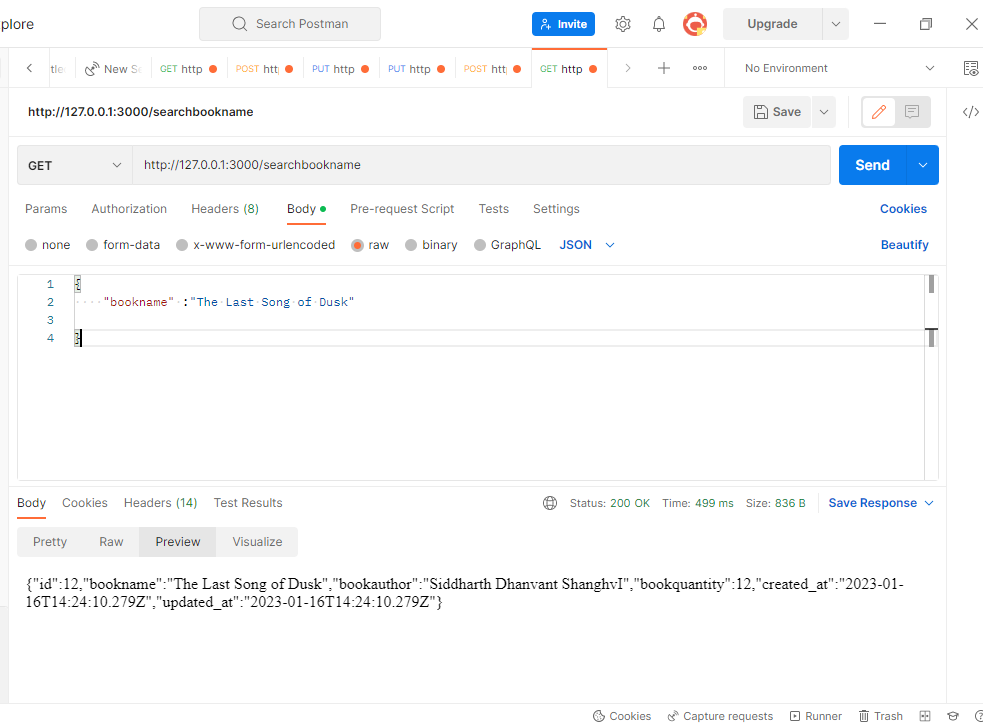 plore
Search Postman
Invite
Upgrade
New
GET http
POST
PUT http
PUT http
POST
GET http
No Environment
http://127.0.0.1:3000/searchbookname
Save
GET
http://127.0.0.1:3000/searchbookname
Send
Params Authorization Headers (8) Body Pre-request Script Tests Settings Cookies
none form-data x-www-form-urlencoded raw binary GraphQL JSON Beautify
1 {
2 "bookname" :"The Last Song of Dusk"
3
4 }
Body Cookies Headers (14) Test Results Status: 200 OK Time: 499 ms Size: 836 B Save Response
Pretty Raw Preview Visualize
{"id":12,"bookname":"The Last Song of Dusk","bookauthor":"Siddharth Dhanvant ShanghvI","bookquantity":12,"created_at":"2023-01-
16T14:24:10.279Z","updated_at":"2023-01-16T14:24:10.279Z"}
Cookies Capture requests Runner Trash